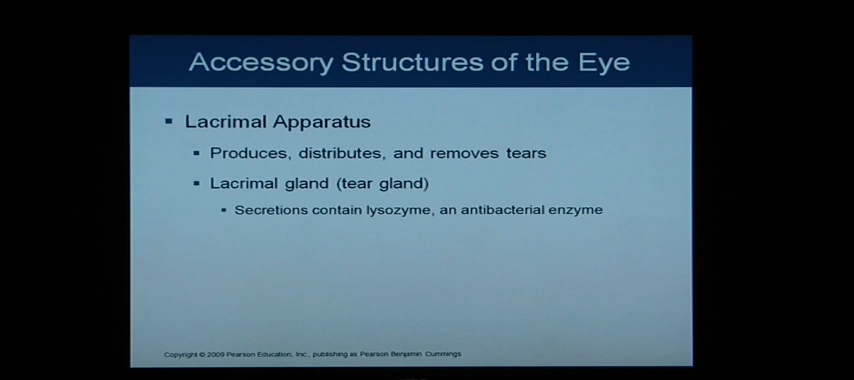 Accessory Structures of the Eye
▪ Lacrimal Apparatus
▪ Produces, distributes, and removes tears
▪ Lacrimal gland (tear gland)
▪ Secretions contain lysozyme, an antibacterial enzyme
Copyright © 2009 Pearson Education, Inc., publishing as Pearson Benjamin Cummings